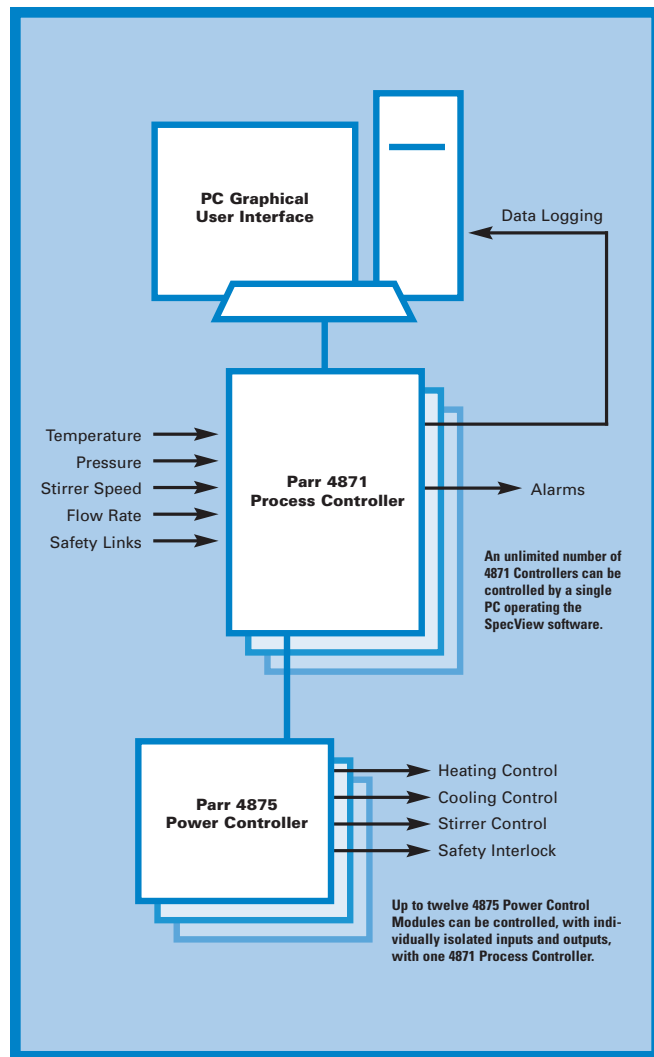 PC Graphical
User Interface
Data Logging
Temperature
Pressure
Stirrer Speed
Flow Rate
Safety Links
Parr 4871
Process Controller
Alarms
An unlimited number of
4871 Controllers can be
controlled by a single
PC operating the
SpecView software.
Parr 4875
Power Controller
Heating Control
Cooling Control
Stirrer Control
Safety Interlock
Up to twelve 4875 Power Control
Modules can be controlled, with indi-
vidually isolated inputs and outputs,
with one 4871 Process Controller.